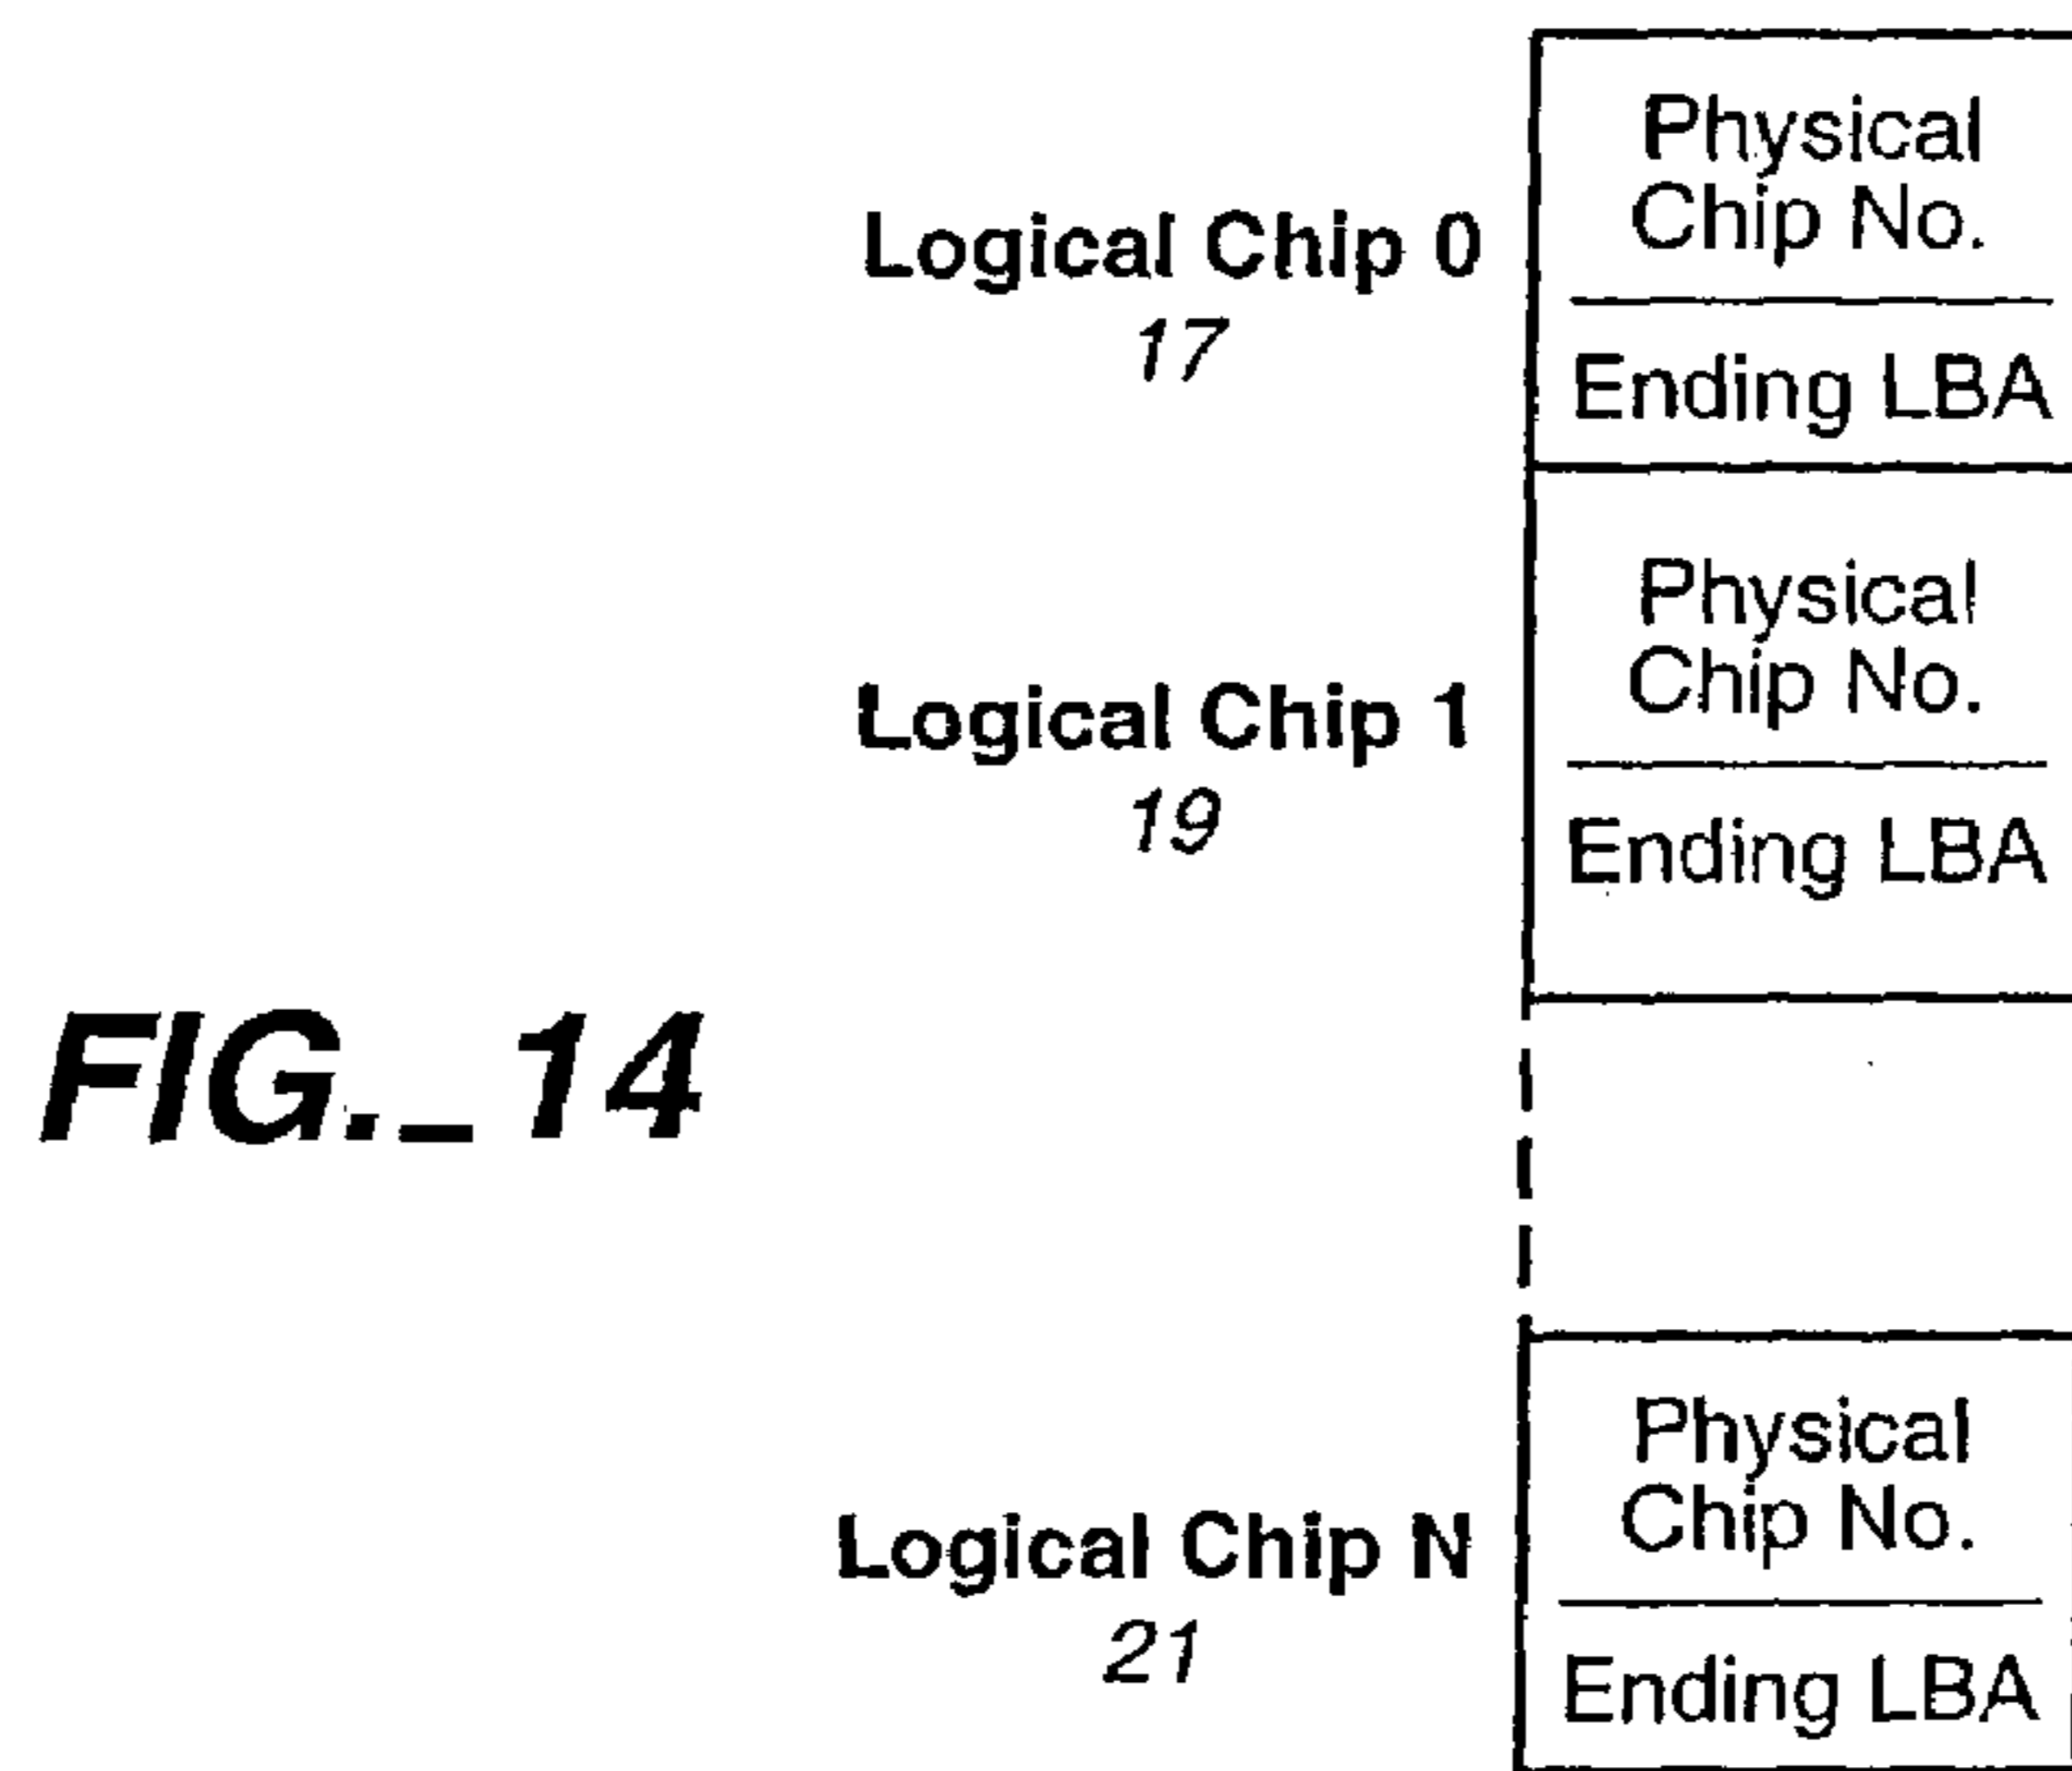 Physical
Chip No.
Logical Chip 0
17
Ending LBA
Physical
Chip No.
Logical Chip 1
19
Ending LBA
FIG._14
Physical
Chip No.
Logical Chip N
21
Ending LBA